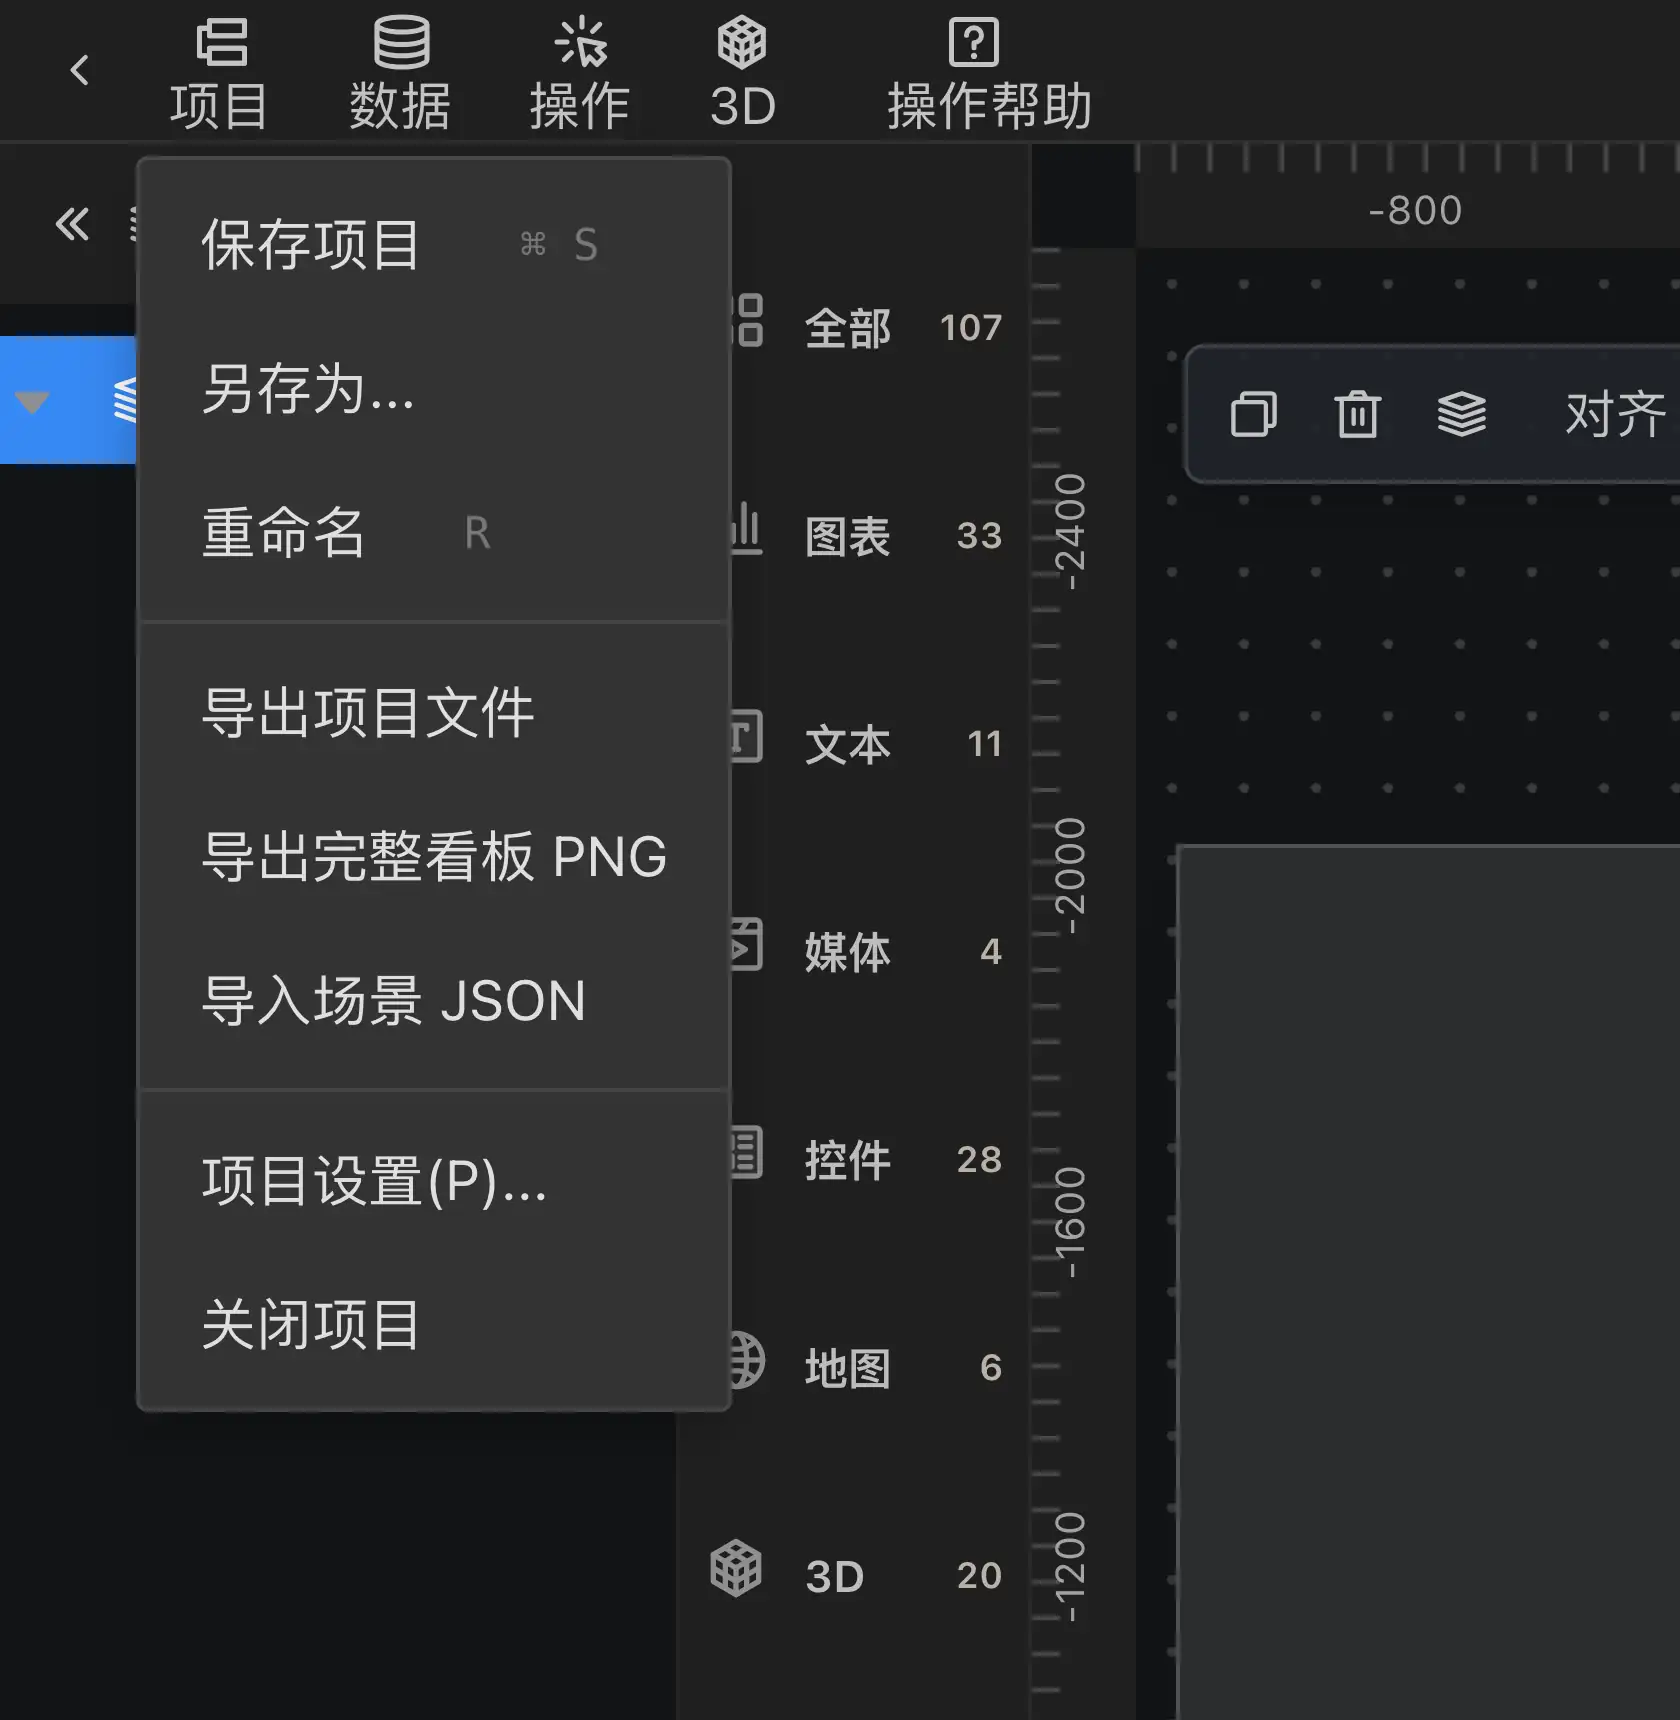 项目
数据
操作
3D
操作帮助
保存项目 ⌘ S
另存为...
重命名 R
导出项目文件
导出完整看板 PNG
导入场景 JSON
项目设置(P)...
关闭项目
全部 107
图表 33
文本 11
媒体 4
控件 28
地图 6
3D 20
-800
对齐
-2400
-2000
-1600
-1200